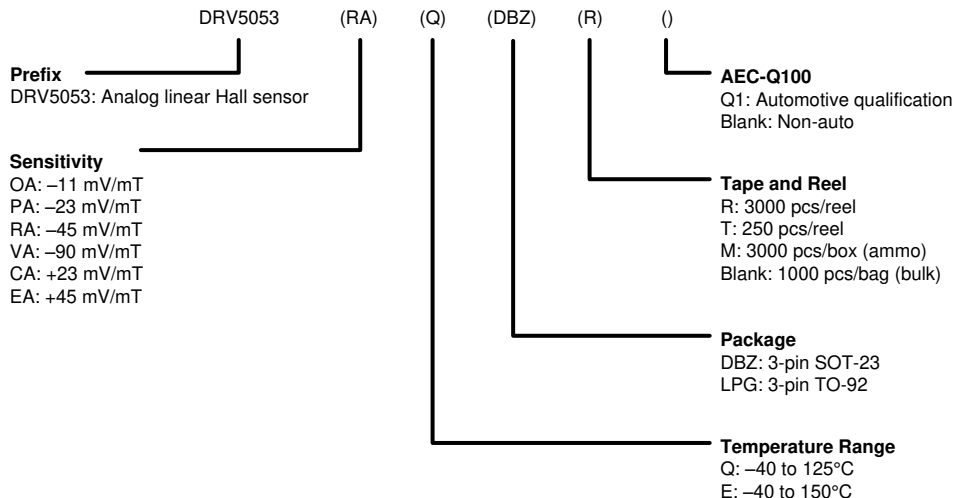 DRV5053 (RA) (Q) (DBZ) (R) ()
Prefix
DRV5053: Analog linear Hall sensor
Sensitivity
OA: –11 mV/mT
PA: –23 mV/mT
RA: –45 mV/mT
VA: –90 mV/mT
CA: +23 mV/mT
EA: +45 mV/mT
AEC-Q100
Q1: Automotive qualification
Blank: Non-auto
Tape and Reel
R: 3000 pcs/reel
T: 250 pcs/reel
M: 3000 pcs/box (ammo)
Blank: 1000 pcs/bag (bulk)
Package
DBZ: 3-pin SOT-23
LPG: 3-pin TO-92
Temperature Range
Q: –40 to 125°C
E: –40 to 150°C